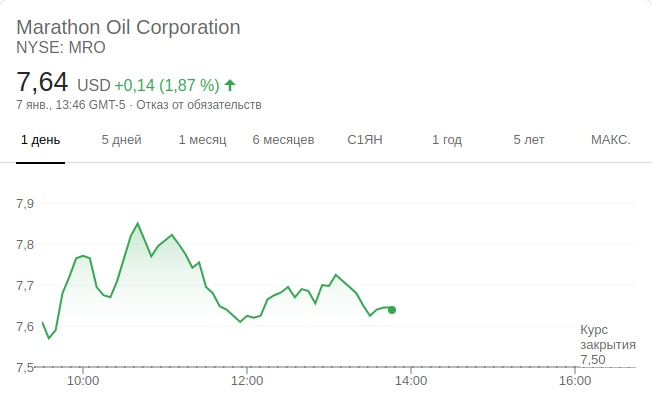 Marathon Oil Corporation
NYSE: MRO
7,64 USD +0,14 (1,87 %)
7 янв., 13:46 GMT-5 · Отказ от обязательств
1 день 5 дней 1 месяц 6 месяцев С1ЯН 1 год 5 лет МАКС.
7,9
7,8
7,7
7,6
7,5
Курс
закрытия
7,50
10:00 12:00 14:00 16:00